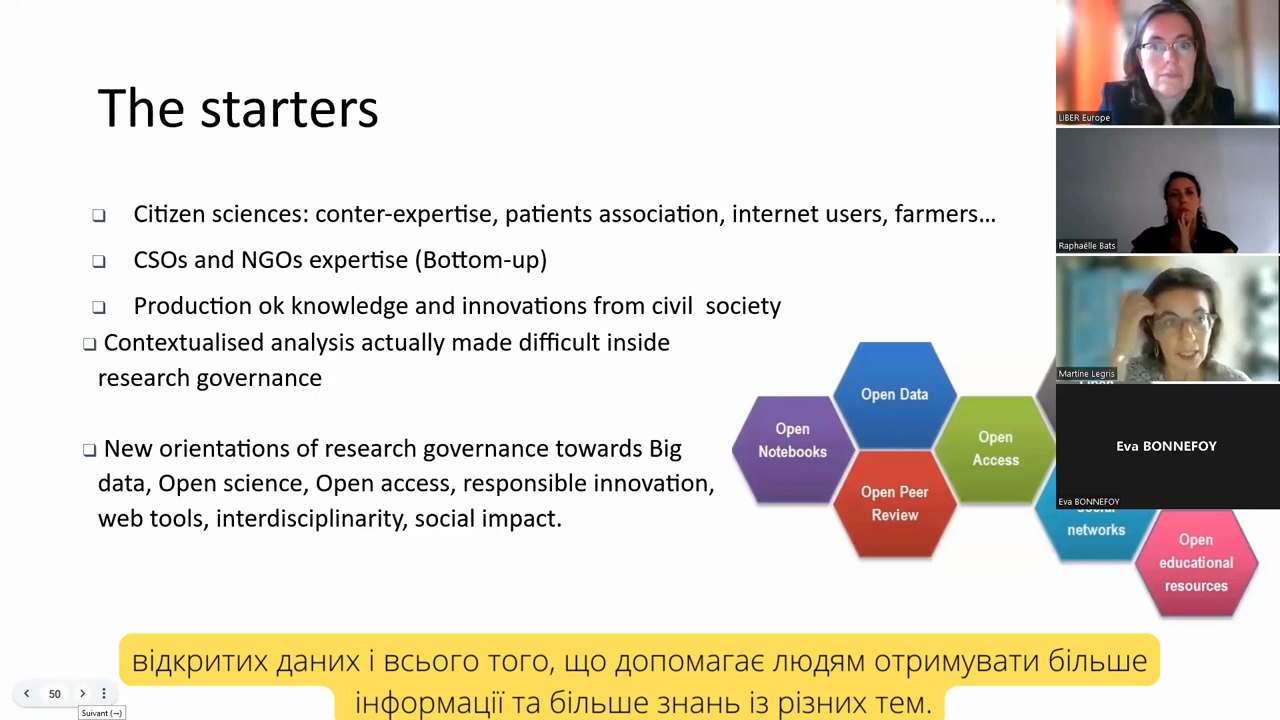 The starters
Citizen sciences: conter-expertise, patients association, internet users, farmers...
CSOs and NGOs expertise (Bottom-up)
Production ok knowledge and innovations from civil society
Contextualised analysis actually made difficult inside
research governance
New orientations of research governance towards Big
data, Open science, Open access, responsible innovation,
web tools, interdisciplinarity, social impact.
Open
Notebooks
Open Data
Open Peer
Review
Open
Access
networks
Open
educational
resources
LIBER Europe
Raphaëlle Bats
Martine Legris
Eva BONNEFOY
Eva BONNEFOY
відкритих даних і всього того, що допомагає людям отримувати більше
інформації та більше знань із різних тем.
50
Suivant (→)